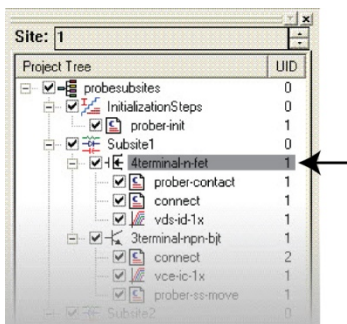 Site: 1
Project Tree UID
probesubsites 0
InitializationSteps 0
prober-init 1
Subsite1 0
4terminal-n-fet 1
prober-contact 1
connect 1
vds-id-1x 1
3terminal-npn-bjt 1
connect 2
vce-ic-1x 1
prober-ss-move 1
Subsite2 0